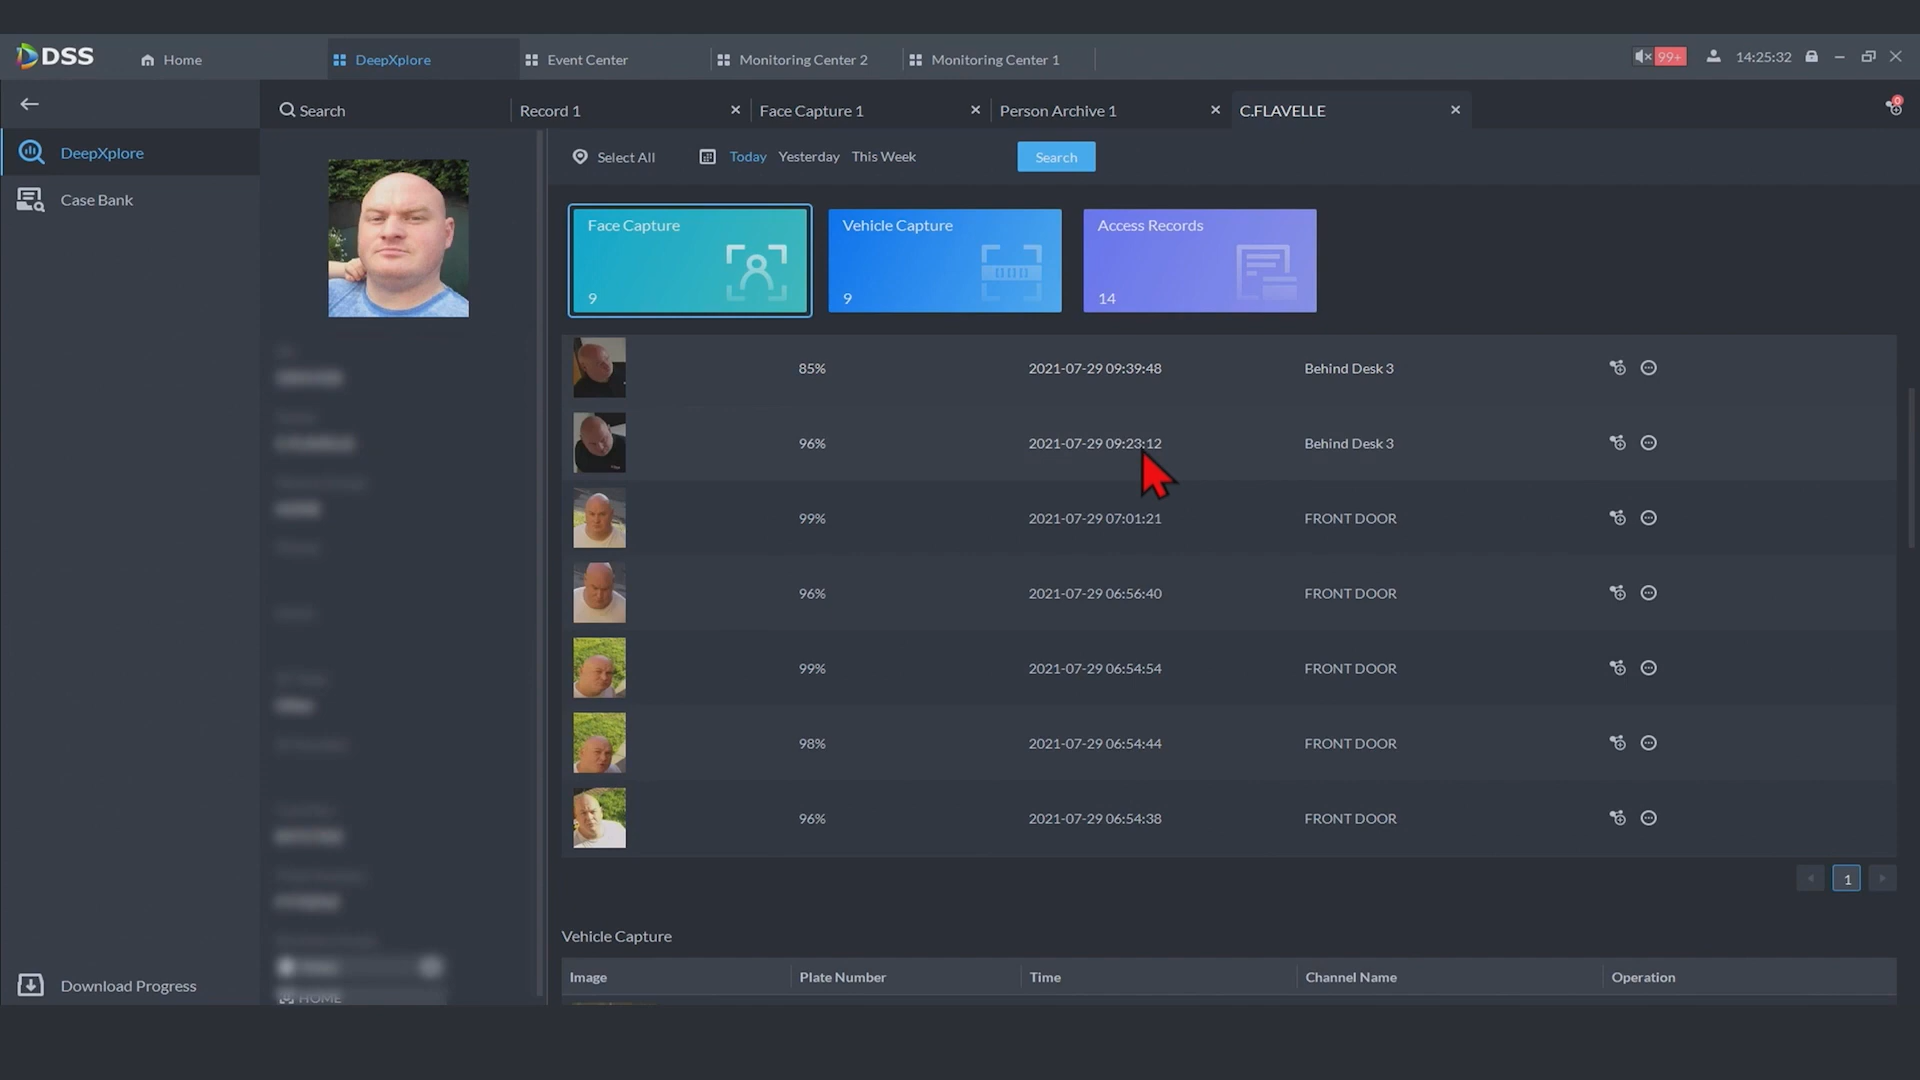 DSS
Home
DeepXplore
Event Center
Monitoring Center 2
Monitoring Center 1
99+
14:25:32
Search
Record 1
Face Capture 1
Person Archive 1
C.FLAVELLE
0
DeepXplore
Case Bank
Download Progress
HOME
Select All
Today
Yesterday
This Week
Search
Face Capture
9
Vehicle Capture
9
Access Records
14
85% 2021-07-29 09:39:48 Behind Desk 3
96% 2021-07-29 09:23:12 Behind Desk 3
99% 2021-07-29 07:01:21 FRONT DOOR
96% 2021-07-29 06:56:40 FRONT DOOR
99% 2021-07-29 06:54:54 FRONT DOOR
98% 2021-07-29 06:54:44 FRONT DOOR
96% 2021-07-29 06:54:38 FRONT DOOR
1
Vehicle Capture
Image Plate Number Time Channel Name Operation